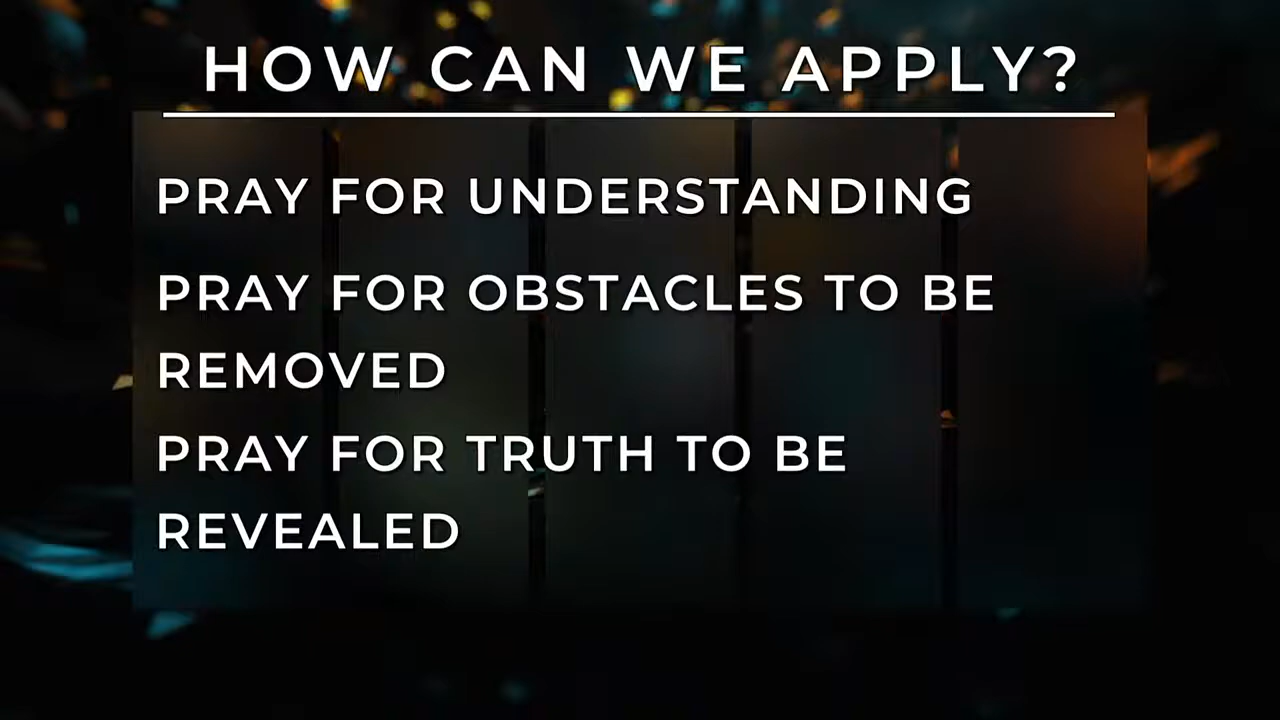 HOW CAN WE APPLY?
PRAY FOR UNDERSTANDING
PRAY FOR OBSTACLES TO BE
REMOVED
PRAY FOR TRUTH TO BE
REVEALED